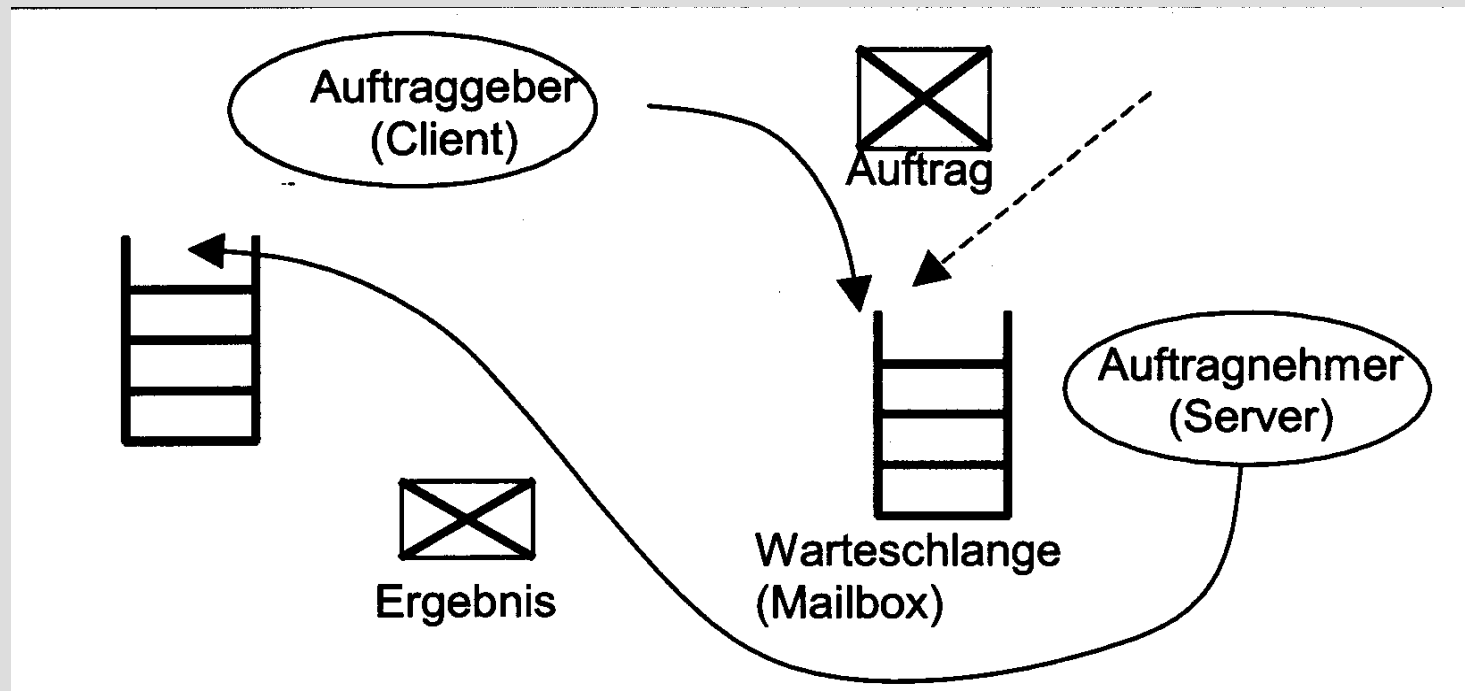 Auftraggeber
(Client)
Auftrag
Auftragnehmer
(Server)
Warteschlange
(Mailbox)
Ergebnis